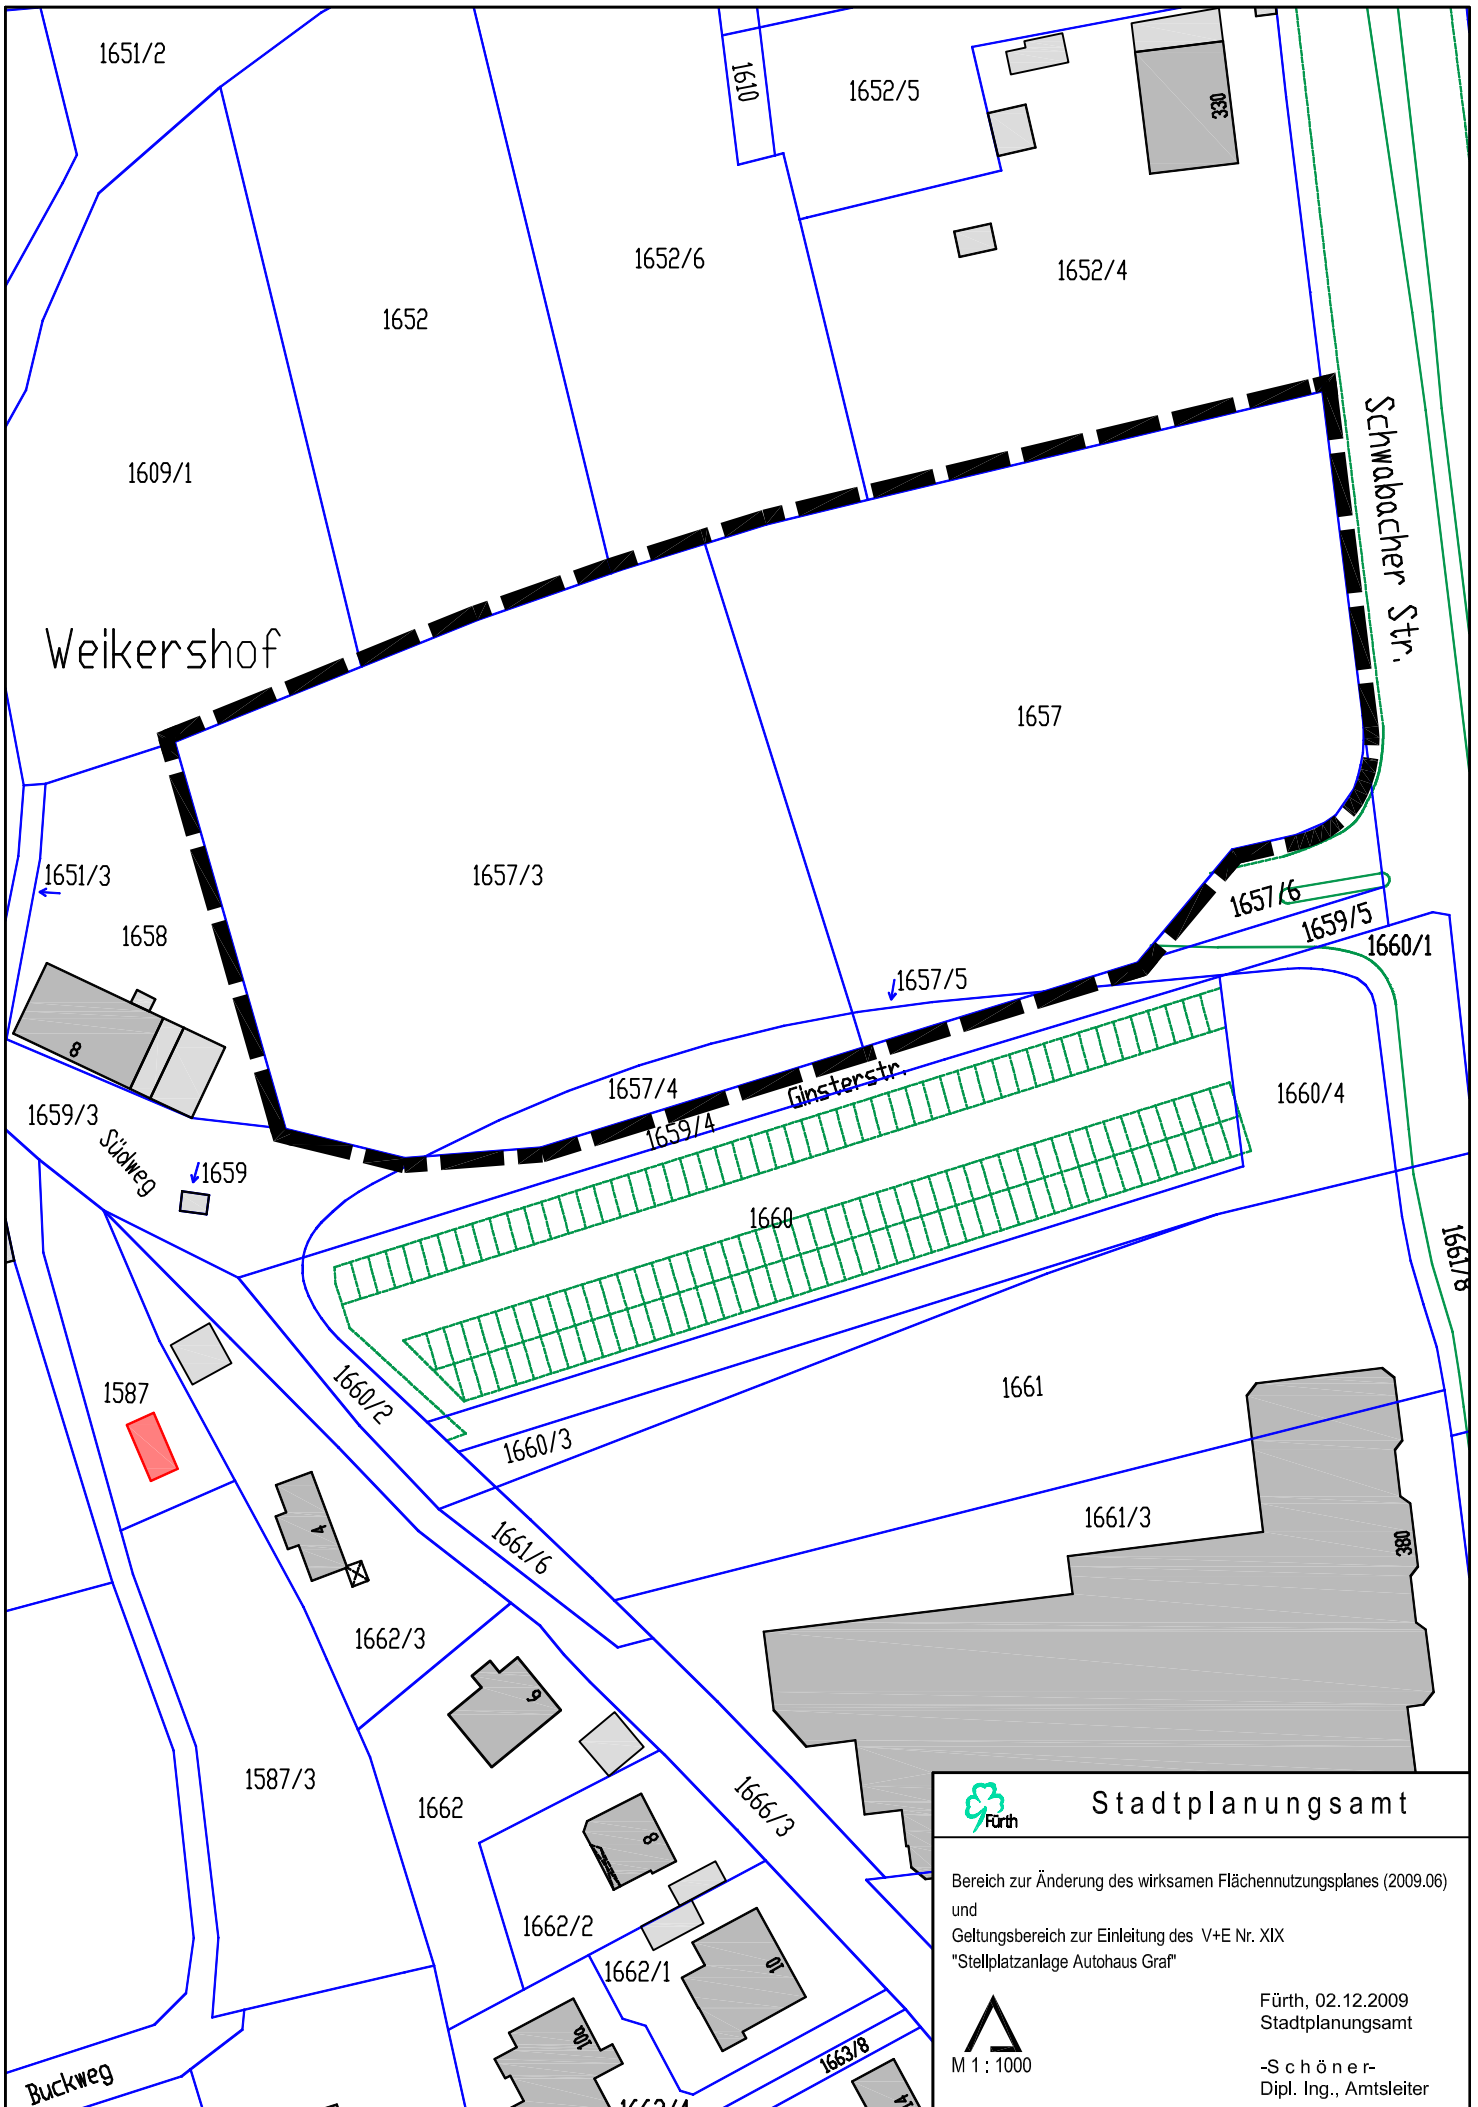 1651/2
1610
1652/5
330
1652/6
1652/4
1652
1609/1
Schwabacher Str.
Weikershof
1657
1657/3
1651/3
1658
1657/6
1659/5
1660/1
1657/5
8
1657/4
Ginsterstr.
1660/4
1659/3
1659/4
Südweg
1659
1660
1661/8
1587
1660/2
1661
1660/3
4
1661/3
380
1661/6
1662/3
9
1587/3
1662
1666/3
8
1662/2
1662/1
10
10a
1663/8
Buckweg
14
Fürth
Stadtplanungsamt
Bereich zur Änderung des wirksamen Flächennutzungsplanes (2009.06)
und
Geltungsbereich zur Einleitung des V+E Nr. XIX
"Stellplatzanlage Autohaus Graf"
Fürth, 02.12.2009
Stadtplanungsamt
M 1 : 1000
-S c h ö n e r-
Dipl. Ing., Amtsleiter